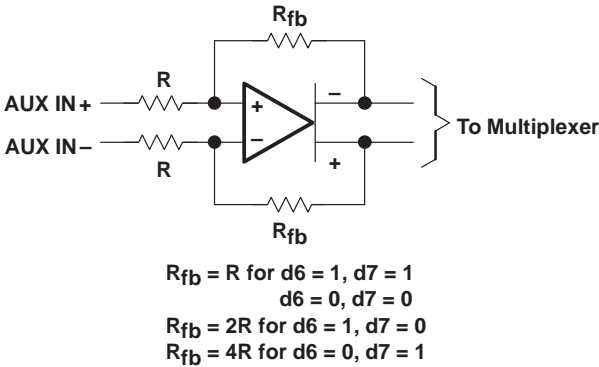 Rfb
R
AUX IN+
+
–
To Multiplexer
AUX IN–
–
+
R
Rfb
Rfb = R for d6 = 1, d7 = 1
d6 = 0, d7 = 0
Rfb = 2R for d6 = 1, d7 = 0
Rfb = 4R for d6 = 0, d7 = 1